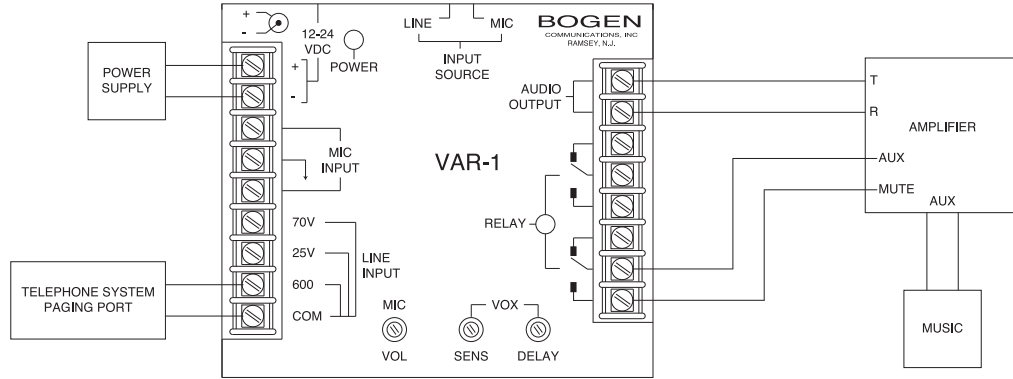 +
-
12-24
VDC
POWER
LINE
MIC
INPUT
SOURCE
BOGEN
COMMUNICATIONS, INC
RAMSEY, N.J.
POWER
SUPPLY
+
-
MIC
INPUT
VAR-1
AUDIO
OUTPUT
T
R
AMPLIFIER
AUX
MUTE
AUX
RELAY
70V
25V
600
COM
LINE
INPUT
TELEPHONE SYSTEM
PAGING PORT
MIC
VOL
VOX
SENS
DELAY
MUSIC